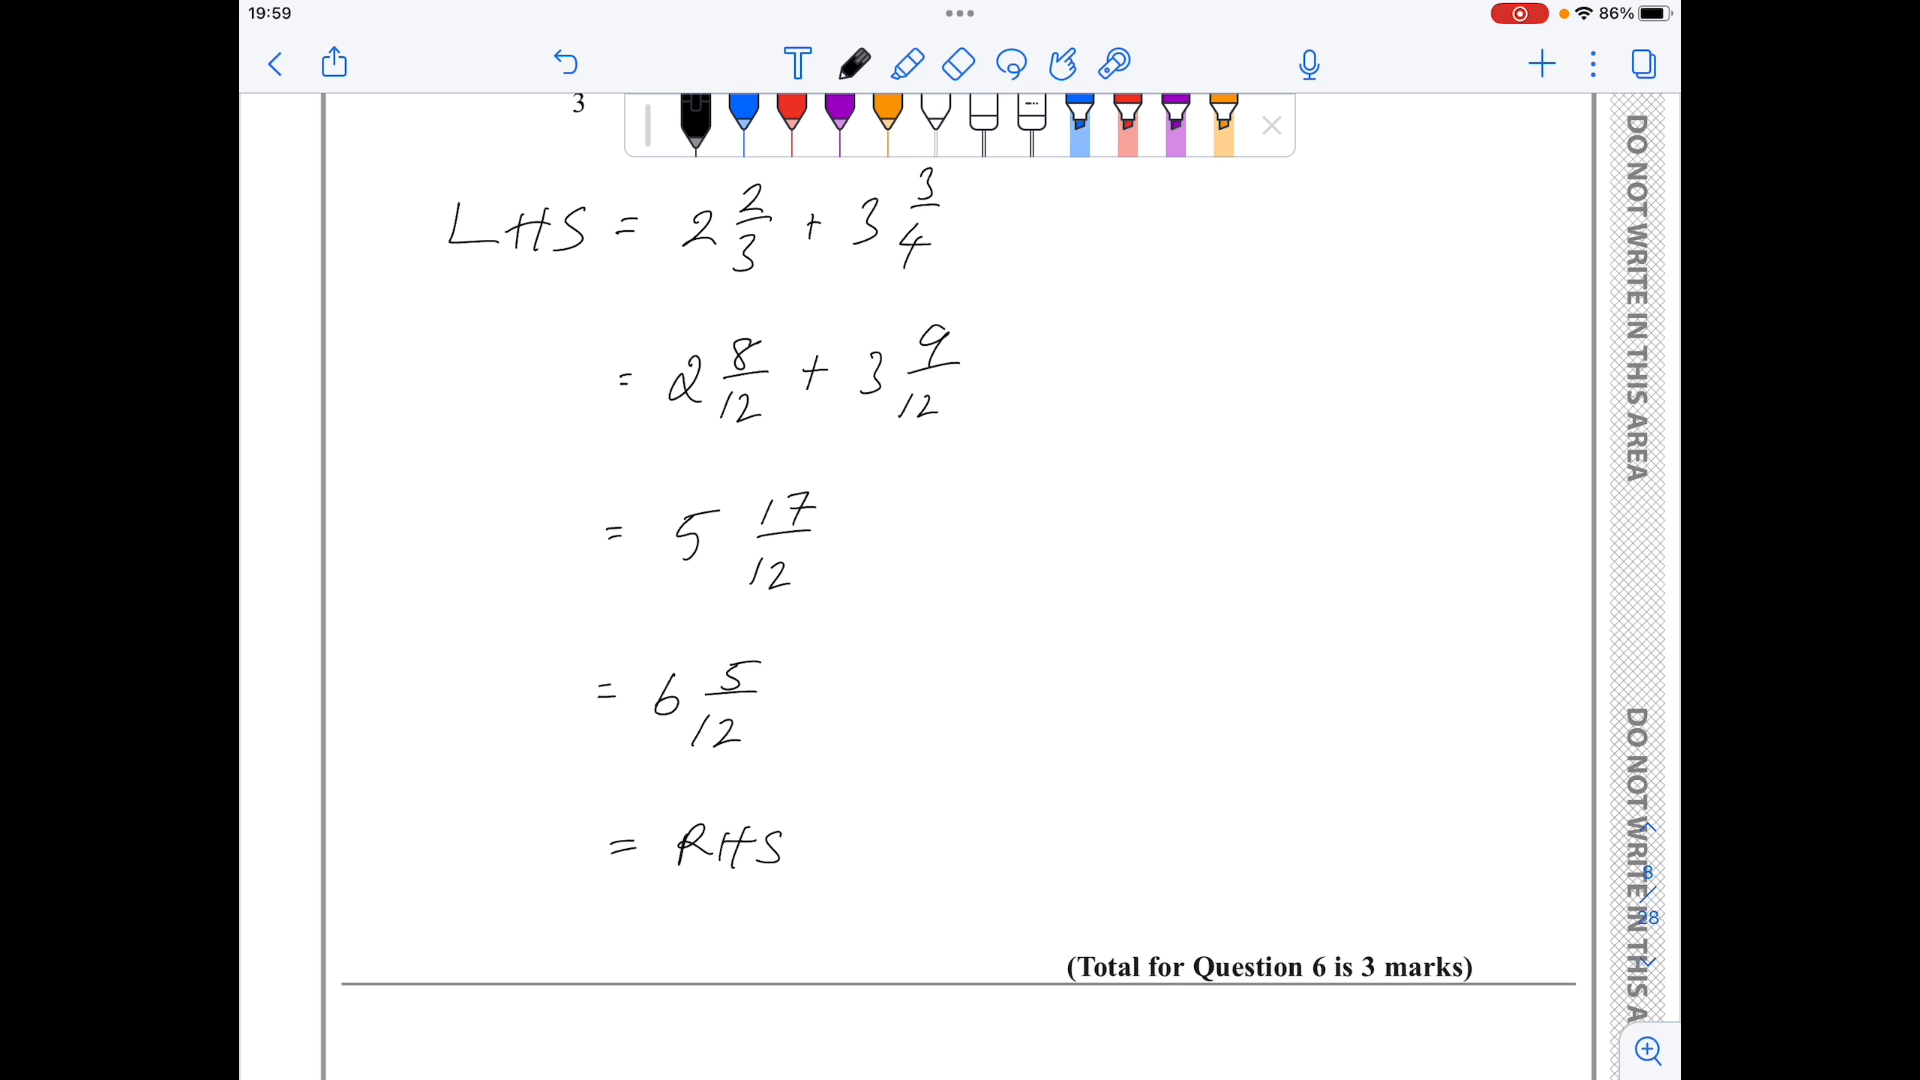 19:59
86%
3
LHS = 2 2/3 + 3 3/4
= 2 8/12 + 3 9/12
= 5 17/12
= 6 5/12
= RHS
(Total for Question 6 is 3 marks)
DO NOT WRITE IN THIS AREA
DO NOT WRITE IN THIS A
8
/
28